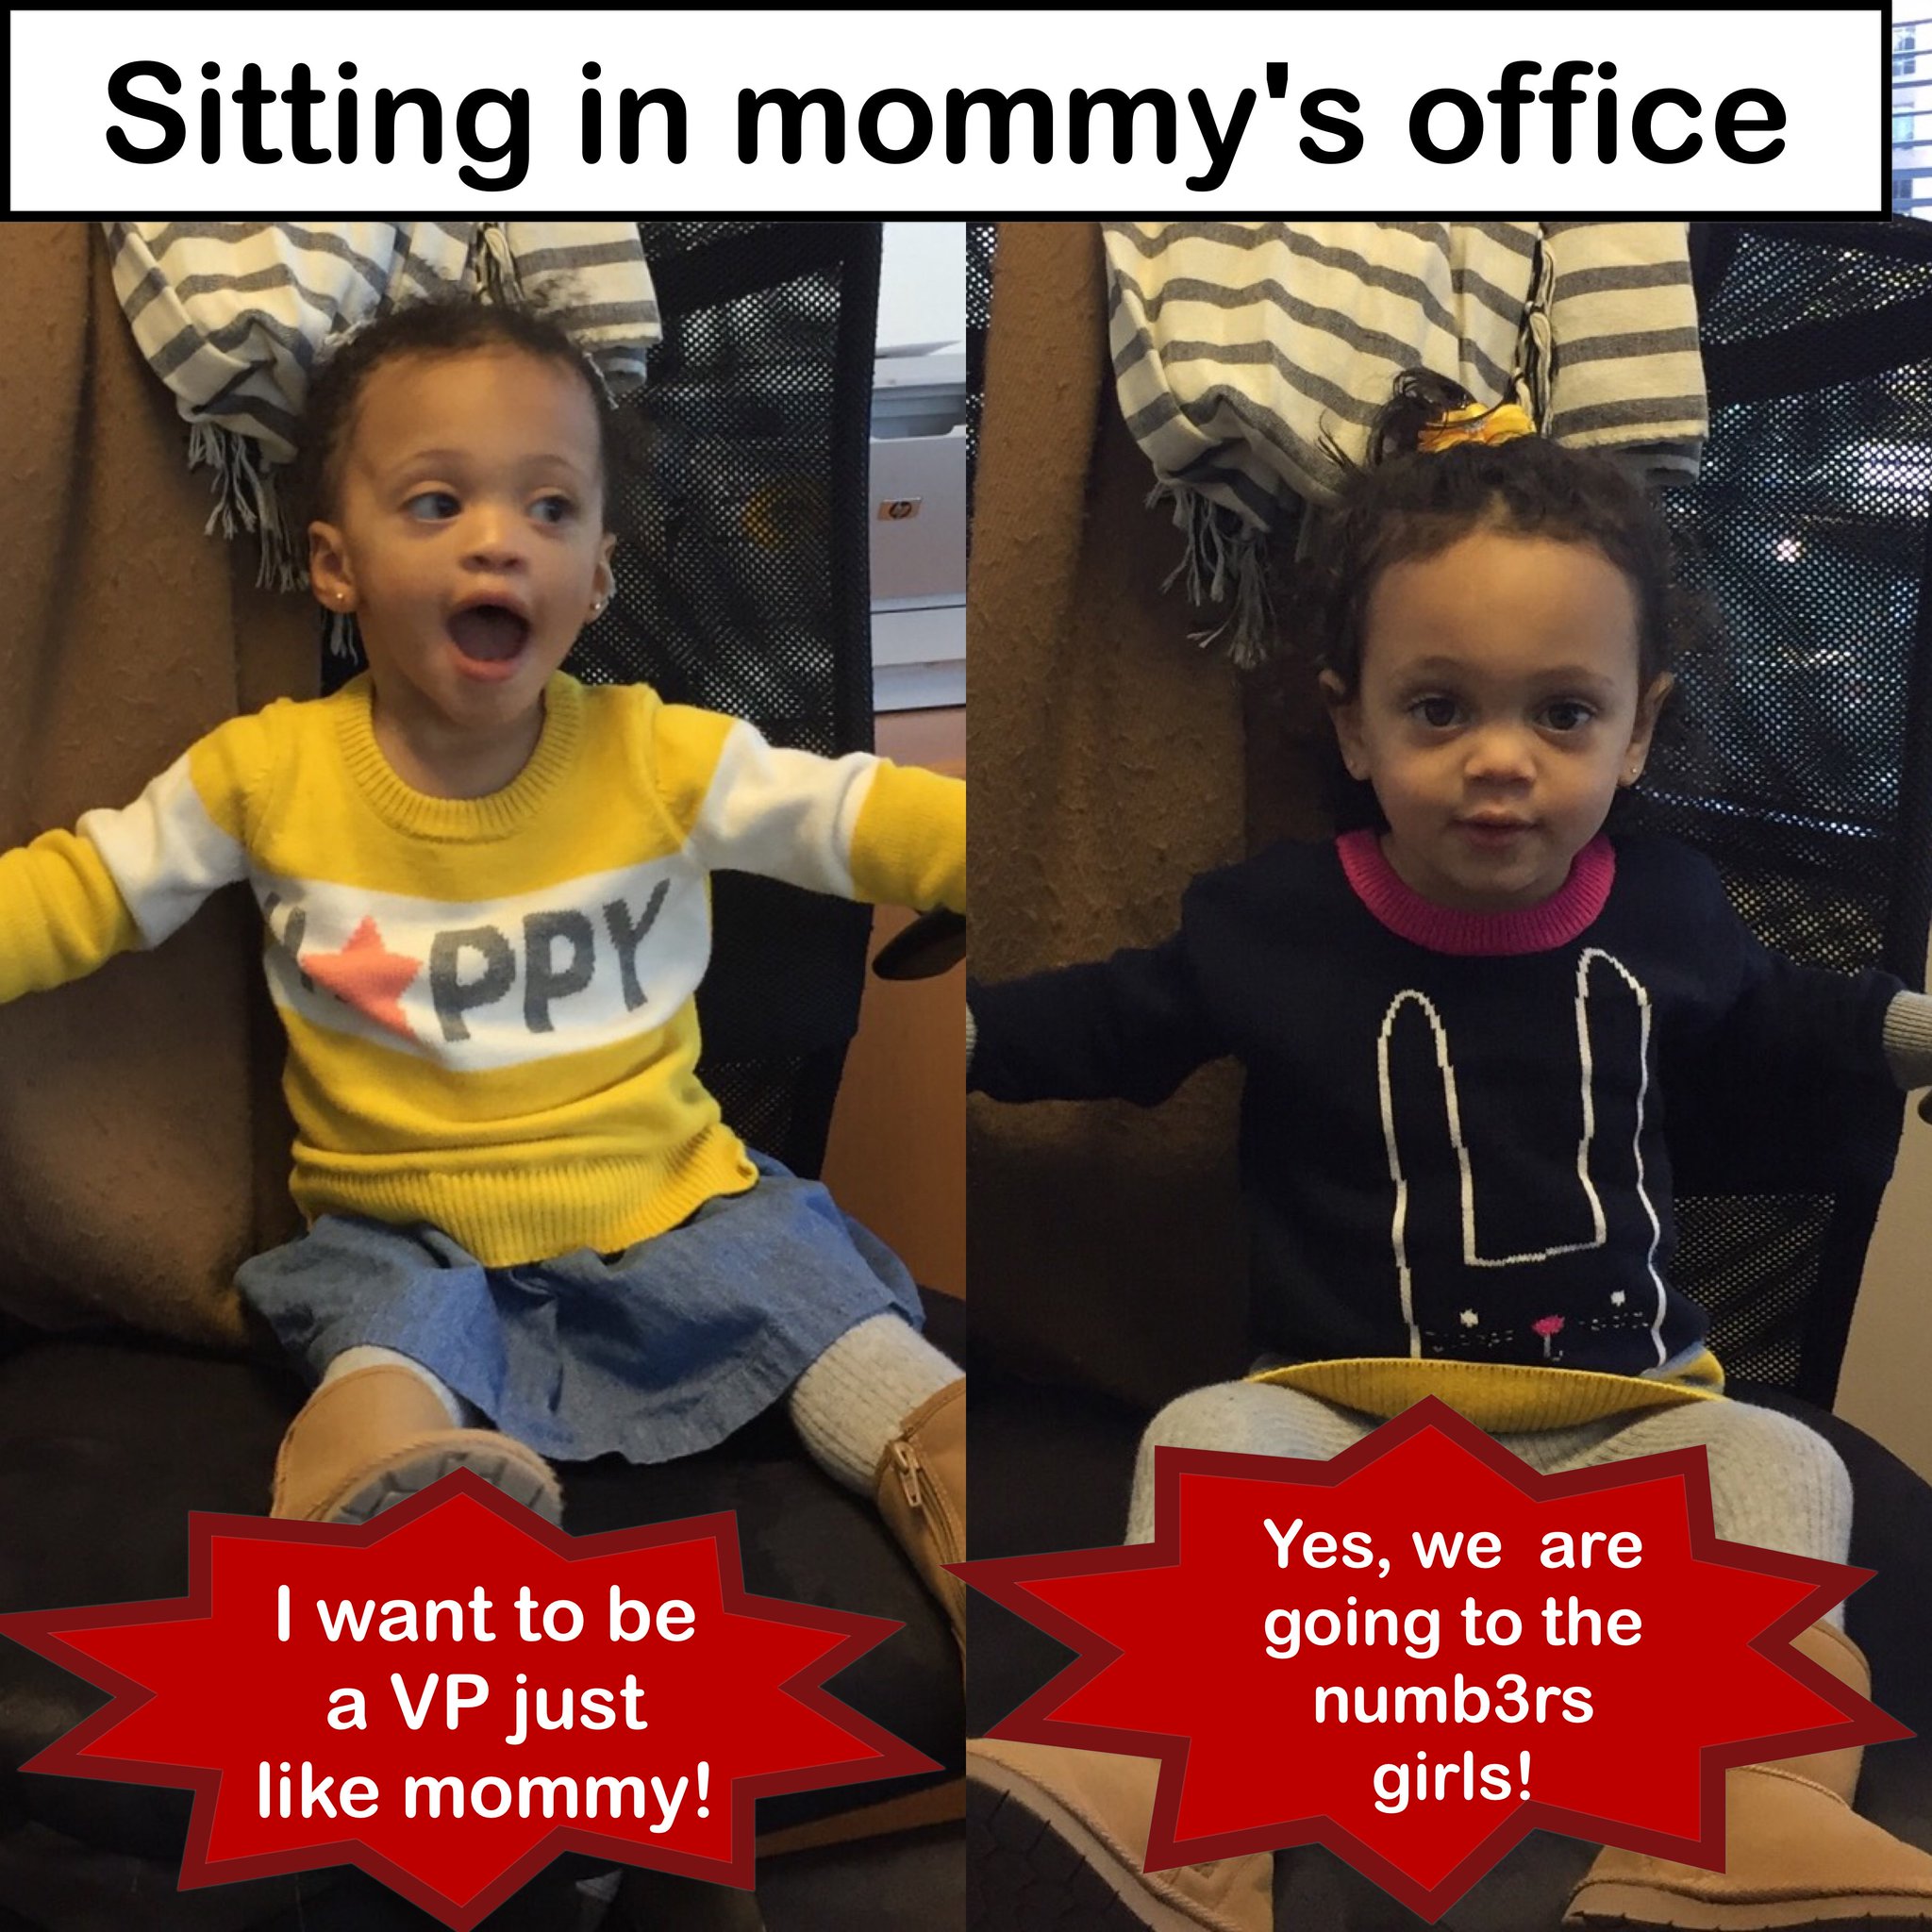 Sitting in mommy's office
hp
H★PPY
I want to be
a VP just
like mommy!
Yes, we are
going to the
numb3rs
girls!